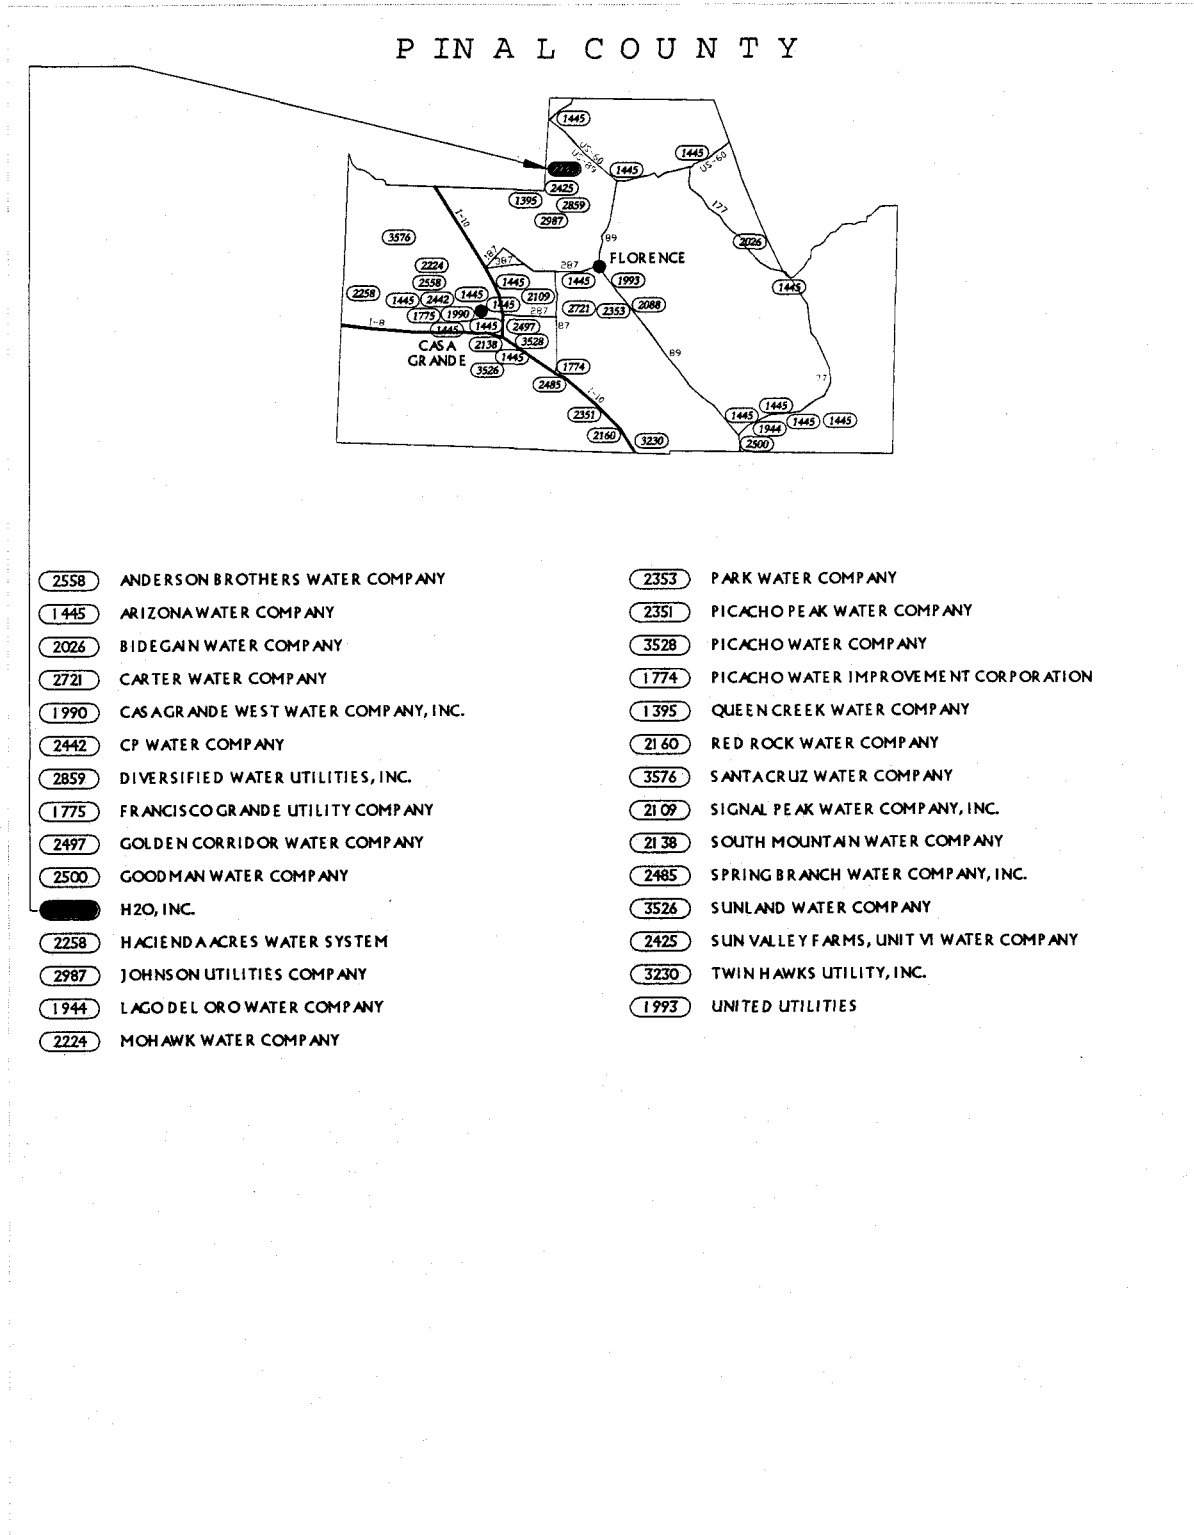 PINAL COUNTY
1445
US-60
US-89
1445
1445
US-60
2425
1395
2859
2987
177
I-10
3576
89
2026
187
387
FLORENCE
287
2224
2558
1445
1445
1993
1445
2258
1445
2442
1445
1445
2109
287
2721
2353
2088
1775
1990
I-8
1445
1445
2497
87
CASA
GRANDE
2138
3528
1445
3526
1774
2485
89
77
I-10
2351
1445
1445
1445
1445
1944
2160
3230
2500
2558 ANDERSON BROTHERS WATER COMPANY
1445 ARIZONA WATER COMPANY
2026 BIDEGAIN WATER COMPANY
2721 CARTER WATER COMPANY
1990 CASA GRANDE WEST WATER COMPANY, INC.
2442 CP WATER COMPANY
2859 DIVERSIFIED WATER UTILITIES, INC.
1775 FRANCISCO GRANDE UTILITY COMPANY
2497 GOLDEN CORRIDOR WATER COMPANY
2500 GOODMAN WATER COMPANY
H2O, INC.
2258 HACIENDA ACRES WATER SYSTEM
2987 JOHNSON UTILITIES COMPANY
1944 LAGO DEL ORO WATER COMPANY
2224 MOHAWK WATER COMPANY
2353 PARK WATER COMPANY
2351 PICACHO PEAK WATER COMPANY
3528 PICACHO WATER COMPANY
1774 PICACHO WATER IMPROVEMENT CORPORATION
1395 QUEEN CREEK WATER COMPANY
2160 RED ROCK WATER COMPANY
3576 SANTA CRUZ WATER COMPANY
2109 SIGNAL PEAK WATER COMPANY, INC.
2138 SOUTH MOUNTAIN WATER COMPANY
2485 SPRING BRANCH WATER COMPANY, INC.
3526 SUNLAND WATER COMPANY
2425 SUN VALLEY FARMS, UNIT VI WATER COMPANY
3230 TWIN HAWKS UTILITY, INC.
1993 UNITED UTILITIES